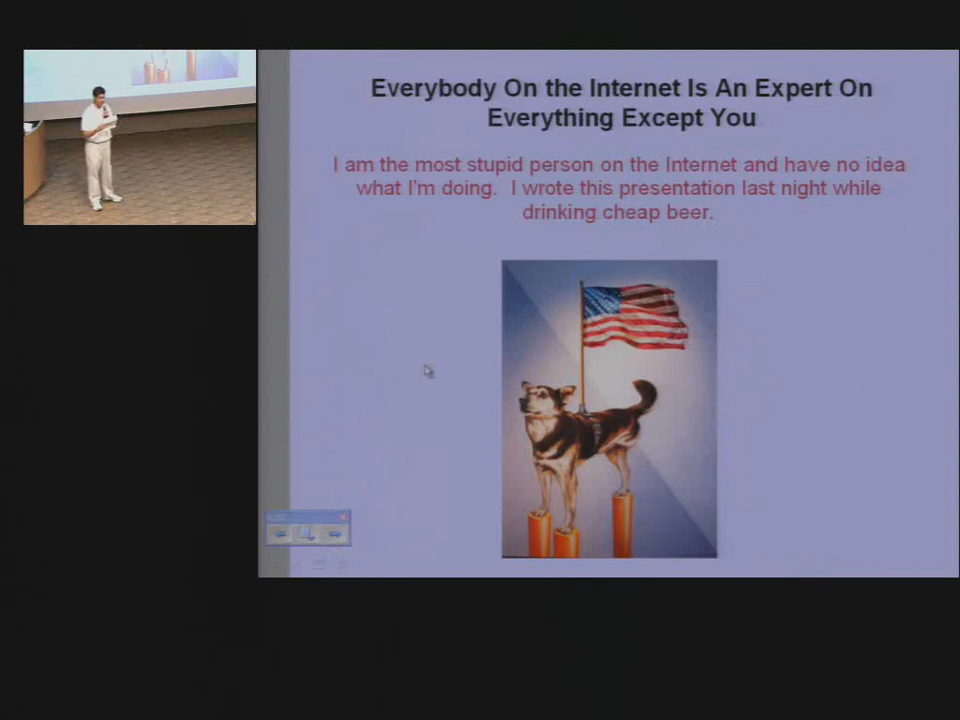 Everybody On the Internet Is An Expert On
Everything Except You
I am the most stupid person on the Internet and have no idea
what I'm doing.  I wrote this presentation last night while
drinking cheap beer.